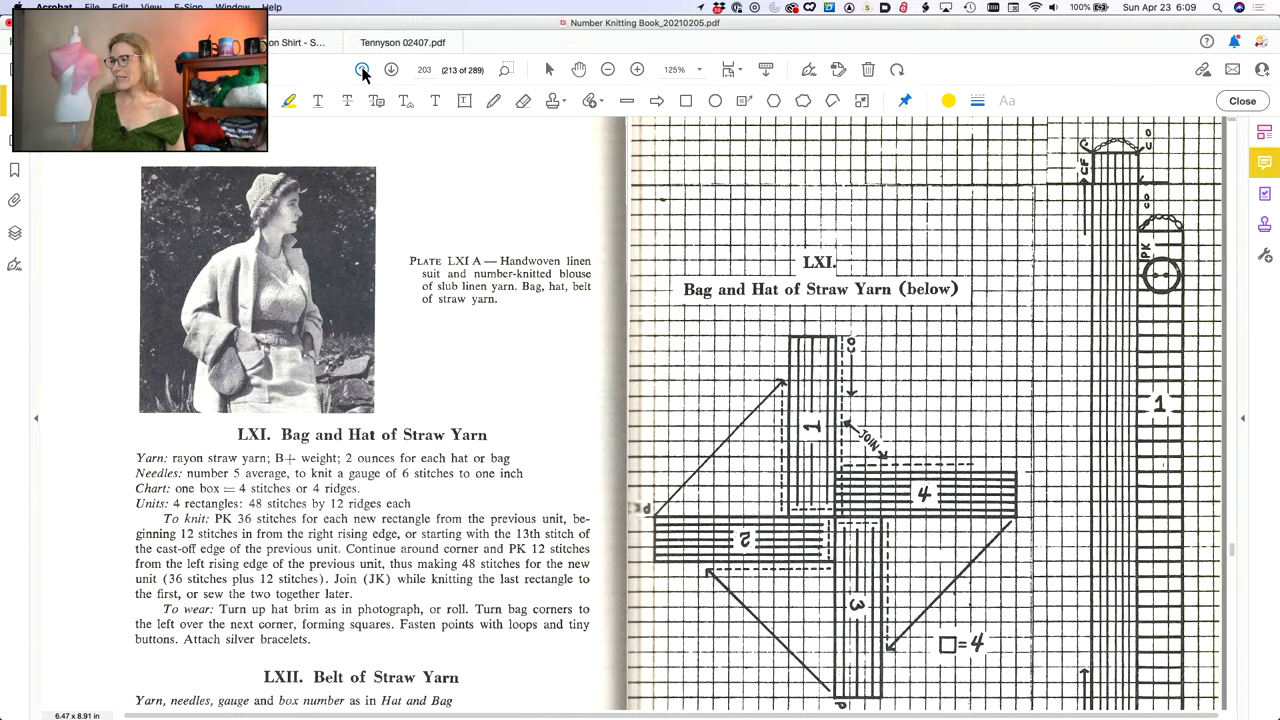 Acrobat File Edit View E-Sign Window Help
100% Sun Apr 23 6:09
Number Knitting Book_20210205.pdf
on Shirt - S... Tennyson 02407.pdf
203 (213 of 289) 125%
Aa Close
PLATE LXI A — Handwoven linen
suit and number-knitted blouse
of slub linen yarn. Bag, hat, belt
of straw yarn.
LXI. Bag and Hat of Straw Yarn
Yarn: rayon straw yarn; B+ weight; 2 ounces for each hat or bag
Needles: number 5 average, to knit a gauge of 6 stitches to one inch
Chart: one box = 4 stitches or 4 ridges.
Units: 4 rectangles: 48 stitches by 12 ridges each
To knit: PK 36 stitches for each new rectangle from the previous unit, be-
ginning 12 stitches in from the right rising edge, or starting with the 13th stitch of
the cast-off edge of the previous unit. Continue around corner and PK 12 stitches
from the left rising edge of the previous unit, thus making 48 stitches for the new
unit (36 stitches plus 12 stitches). Join (JK) while knitting the last rectangle to
the first, or sew the two together later.
To wear: Turn up hat brim as in photograph, or roll. Turn bag corners to
the left over the next corner, forming squares. Fasten points with loops and tiny
buttons. Attach silver bracelets.
LXII. Belt of Straw Yarn
Yarn, needles, gauge and box number as in Hat and Bag
LXI.
Bag and Hat of Straw Yarn (below)
CO
1
JOIN
4
2
3
□=4
CF
CO
PK
1
6.47 x 8.91 in